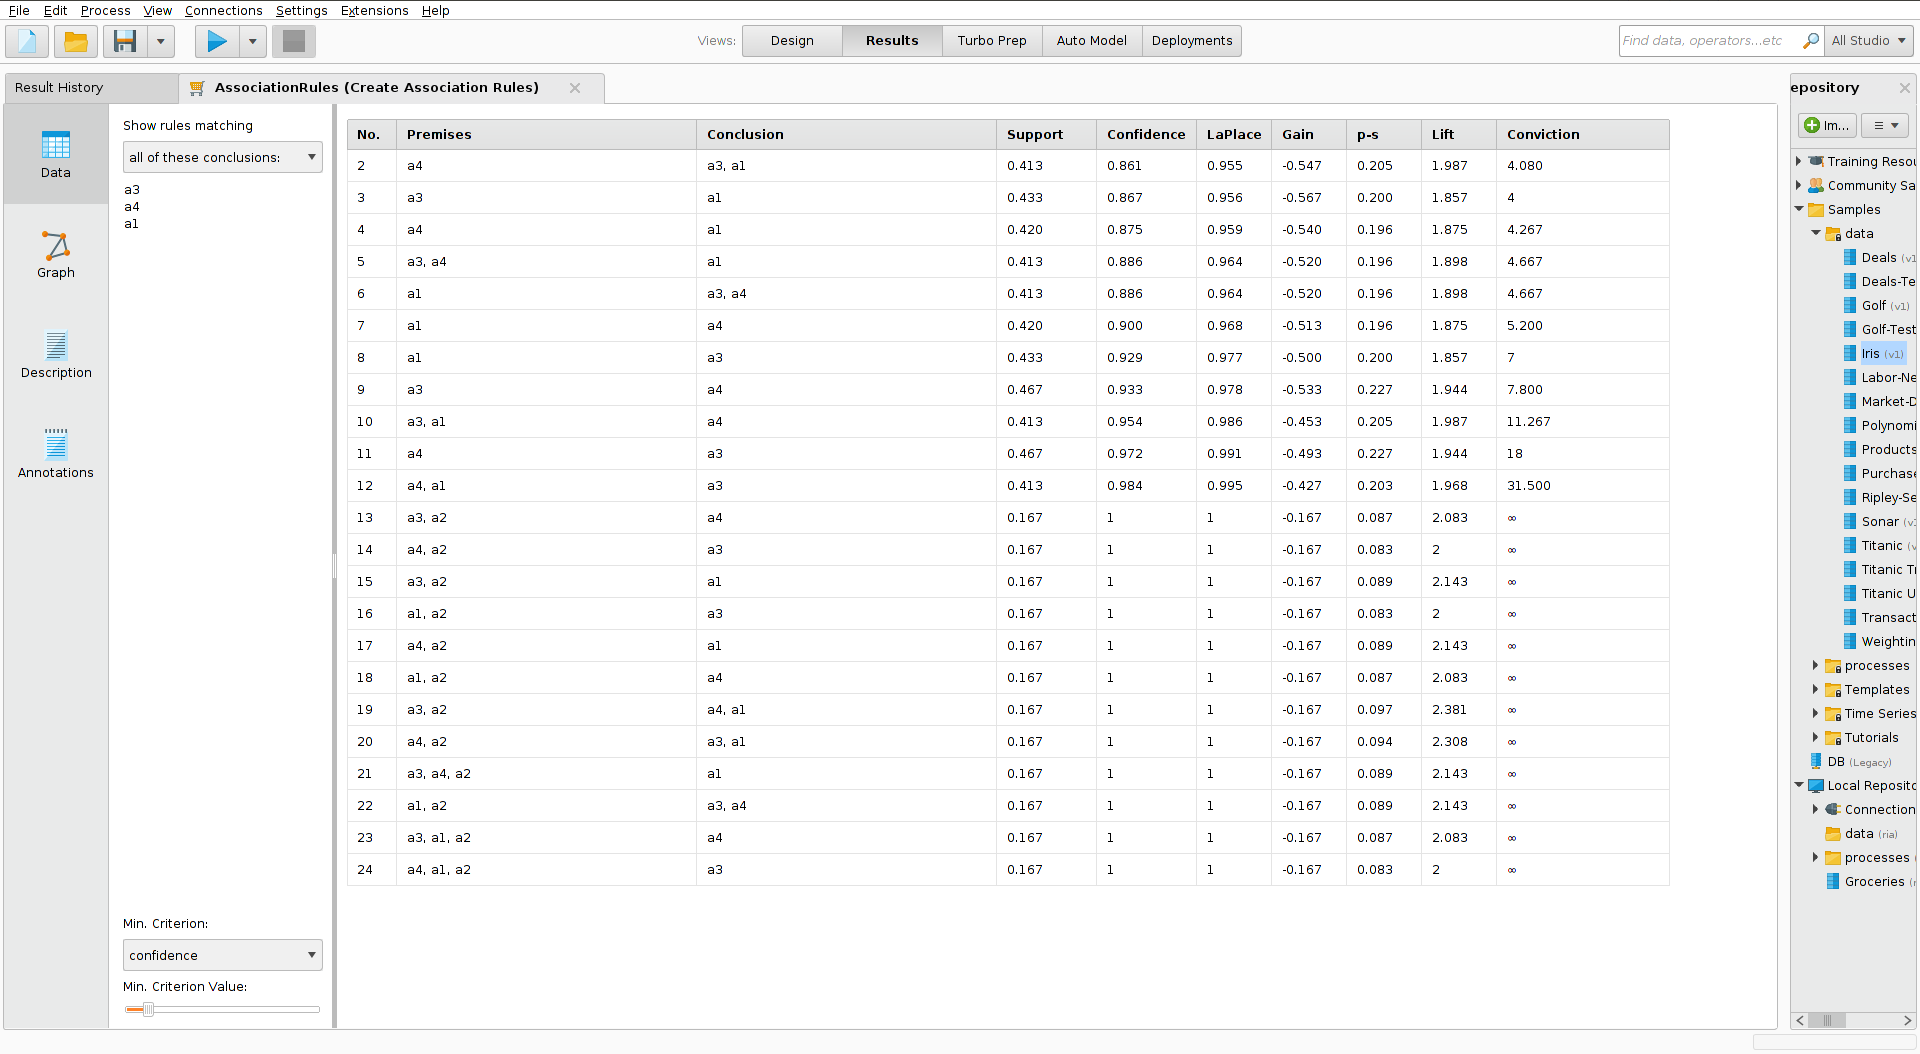 File Edit Process View Connections Settings Extensions Help
Views: Design Results Turbo Prep Auto Model Deployments
Find data, operators...etc All Studio
Result History
AssociationRules (Create Association Rules)
epository
Data
Graph
Description
Annotations
Show rules matching
all of these conclusions:
a3
a4
a1
Min. Criterion:
confidence
Min. Criterion Value:
No. Premises Conclusion Support Confidence LaPlace Gain p-s Lift Conviction
2 a4 a3, a1 0.413 0.861 0.955 -0.547 0.205 1.987 4.080
3 a3 a1 0.433 0.867 0.956 -0.567 0.200 1.857 4
4 a4 a1 0.420 0.875 0.959 -0.540 0.196 1.875 4.267
5 a3, a4 a1 0.413 0.886 0.964 -0.520 0.196 1.898 4.667
6 a1 a3, a4 0.413 0.886 0.964 -0.520 0.196 1.898 4.667
7 a1 a4 0.420 0.900 0.968 -0.513 0.196 1.875 5.200
8 a1 a3 0.433 0.929 0.977 -0.500 0.200 1.857 7
9 a3 a4 0.467 0.933 0.978 -0.533 0.227 1.944 7.800
10 a3, a1 a4 0.413 0.954 0.986 -0.453 0.205 1.987 11.267
11 a4 a3 0.467 0.972 0.991 -0.493 0.227 1.944 18
12 a4, a1 a3 0.413 0.984 0.995 -0.427 0.203 1.968 31.500
13 a3, a2 a4 0.167 1 1 -0.167 0.087 2.083 ∞
14 a4, a2 a3 0.167 1 1 -0.167 0.083 2 ∞
15 a3, a2 a1 0.167 1 1 -0.167 0.089 2.143 ∞
16 a1, a2 a3 0.167 1 1 -0.167 0.083 2 ∞
17 a4, a2 a1 0.167 1 1 -0.167 0.089 2.143 ∞
18 a1, a2 a4 0.167 1 1 -0.167 0.087 2.083 ∞
19 a3, a2 a4, a1 0.167 1 1 -0.167 0.097 2.381 ∞
20 a4, a2 a3, a1 0.167 1 1 -0.167 0.094 2.308 ∞
21 a3, a4, a2 a1 0.167 1 1 -0.167 0.089 2.143 ∞
22 a1, a2 a3, a4 0.167 1 1 -0.167 0.089 2.143 ∞
23 a3, a1, a2 a4 0.167 1 1 -0.167 0.087 2.083 ∞
24 a4, a1, a2 a3 0.167 1 1 -0.167 0.083 2 ∞
Im...
Training Resou
Community Sa
Samples
data
Deals (v1
Deals-Te
Golf (v1)
Golf-Test
Iris (v1)
Labor-Ne
Market-D
Polynomi
Products
Purchase
Ripley-Se
Sonar (v
Titanic (v
Titanic Tr
Titanic U
Transact
Weightin
processes
Templates
Time Series
Tutorials
DB (Legacy)
Local Reposito
Connection
data (ria)
processes
Groceries (r